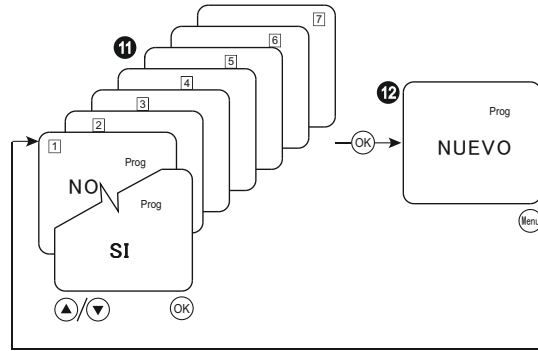 7
6
11
5
4
3
2
1
Prog
NO
Prog
SI
▲/▼
OK
OK
12
Prog
NUEVO
Menu